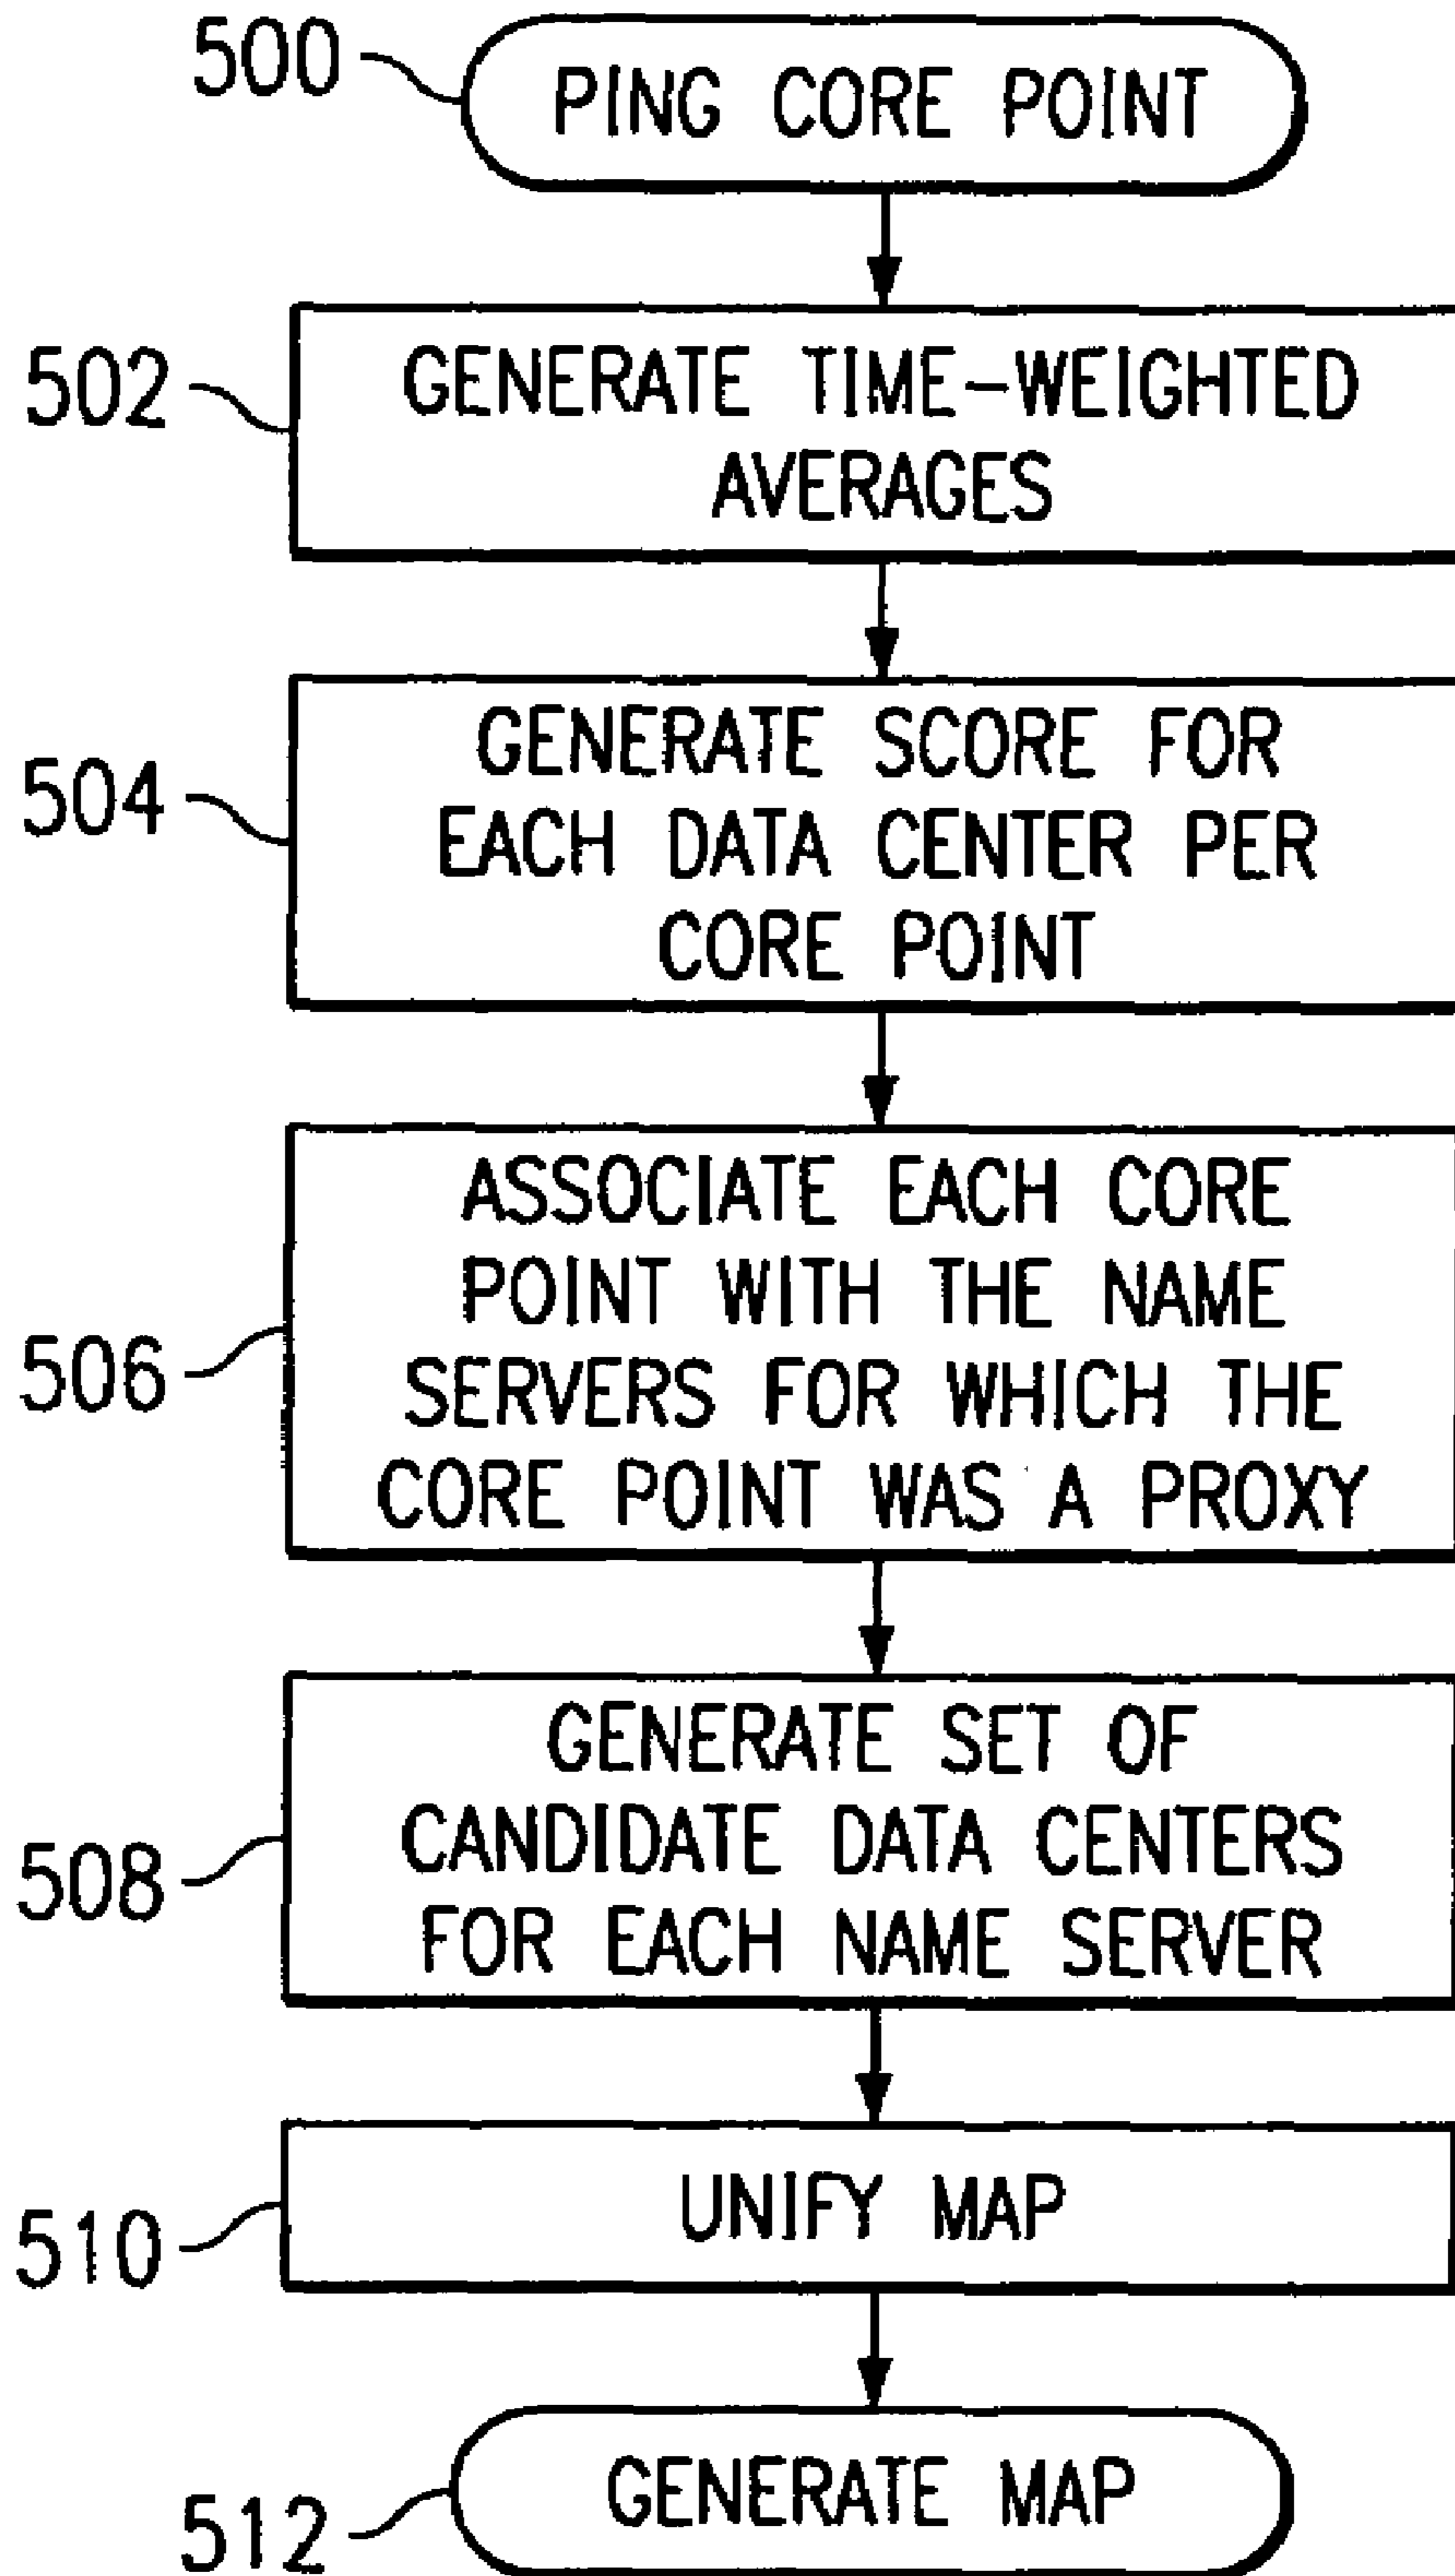 500
PING CORE POINT
502
GENERATE TIME-WEIGHTED
AVERAGES
504
GENERATE SCORE FOR
EACH DATA CENTER PER
CORE POINT
506
ASSOCIATE EACH CORE
POINT WITH THE NAME
SERVERS FOR WHICH THE
CORE POINT WAS A PROXY
508
GENERATE SET OF
CANDIDATE DATA CENTERS
FOR EACH NAME SERVER
510
UNIFY MAP
512
GENERATE MAP